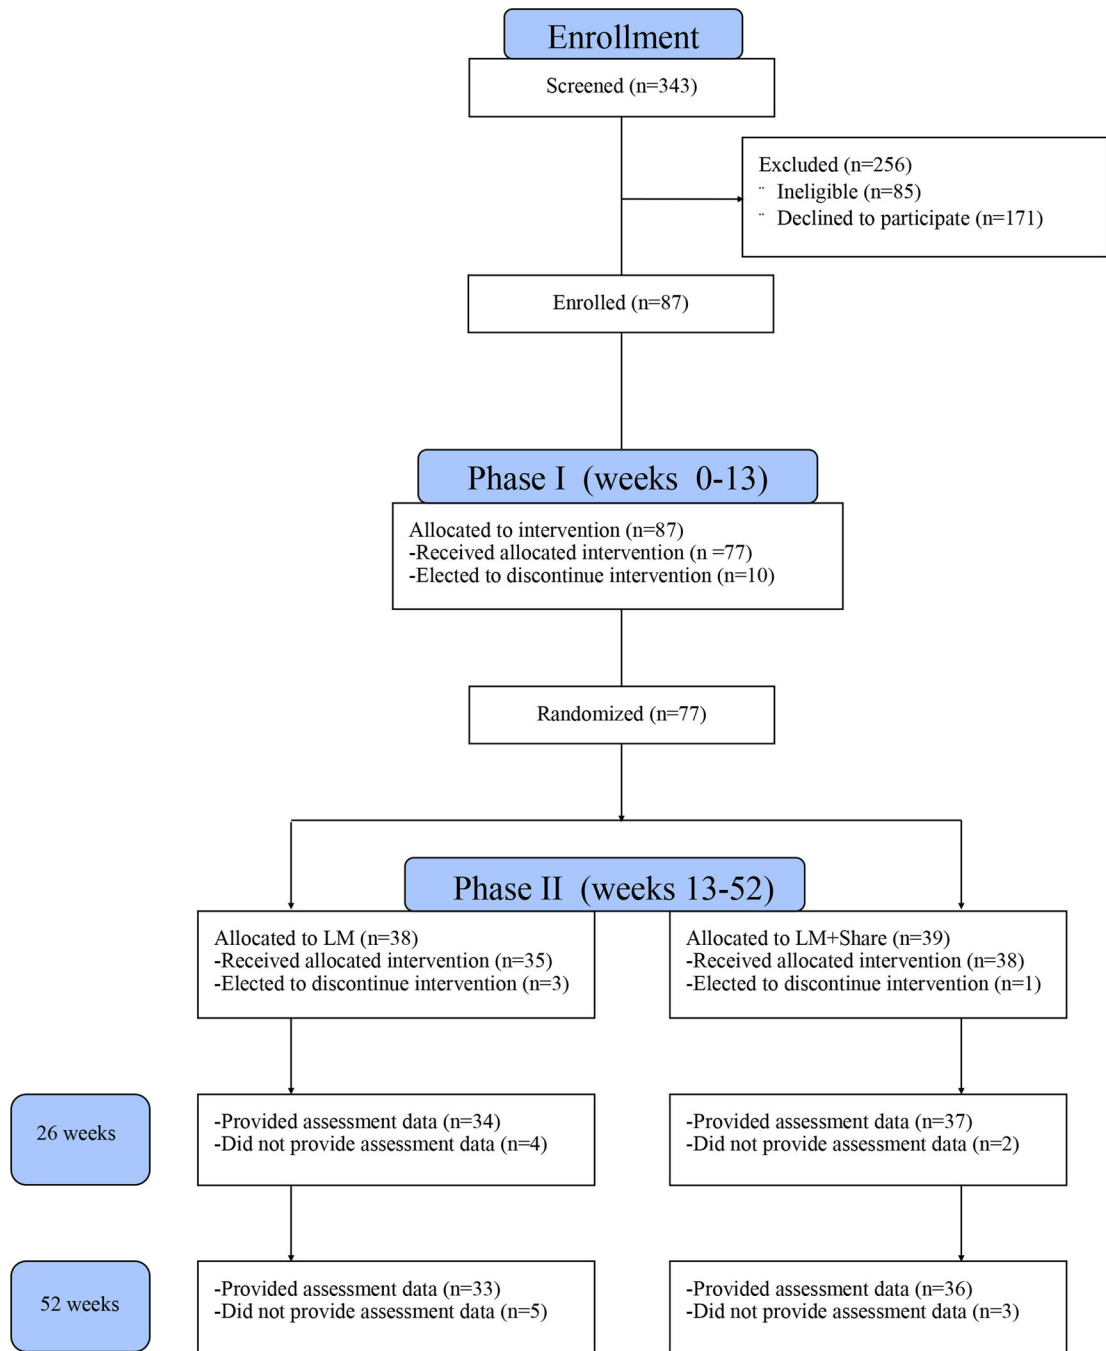 Enrollment
Screened (n=343)
Excluded (n=256)
¨ Ineligible (n=85)
¨ Declined to participate (n=171)
Enrolled (n=87)
Phase I (weeks 0-13)
Allocated to intervention (n=87)
-Received allocated intervention (n =77)
-Elected to discontinue intervention (n=10)
Randomized (n=77)
Phase II (weeks 13-52)
Allocated to LM (n=38)
-Received allocated intervention (n=35)
-Elected to discontinue intervention (n=3)
Allocated to LM+Share (n=39)
-Received allocated intervention (n=38)
-Elected to discontinue intervention (n=1)
26 weeks
-Provided assessment data (n=34)
-Did not provide assessment data (n=4)
-Provided assessment data (n=37)
-Did not provide assessment data (n=2)
52 weeks
-Provided assessment data (n=33)
-Did not provide assessment data (n=5)
-Provided assessment data (n=36)
-Did not provide assessment data (n=3)